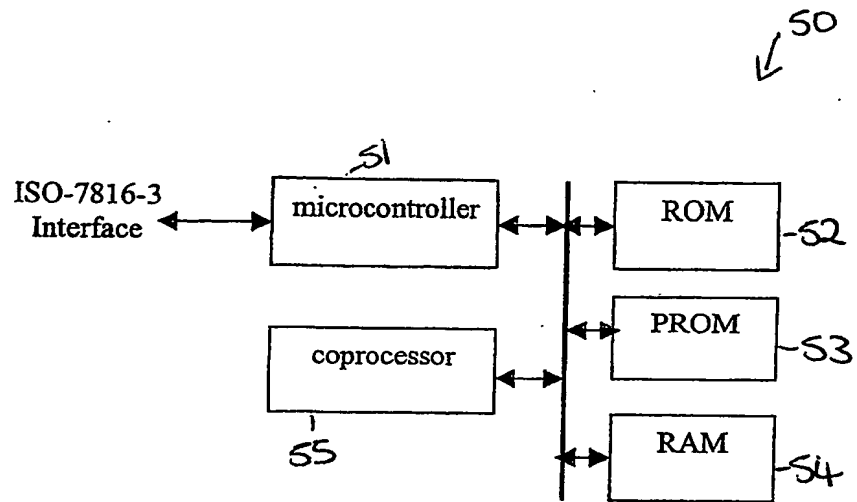 50
51
ISO-7816-3
Interface
microcontroller
ROM
52
PROM
53
coprocessor
55
RAM
54